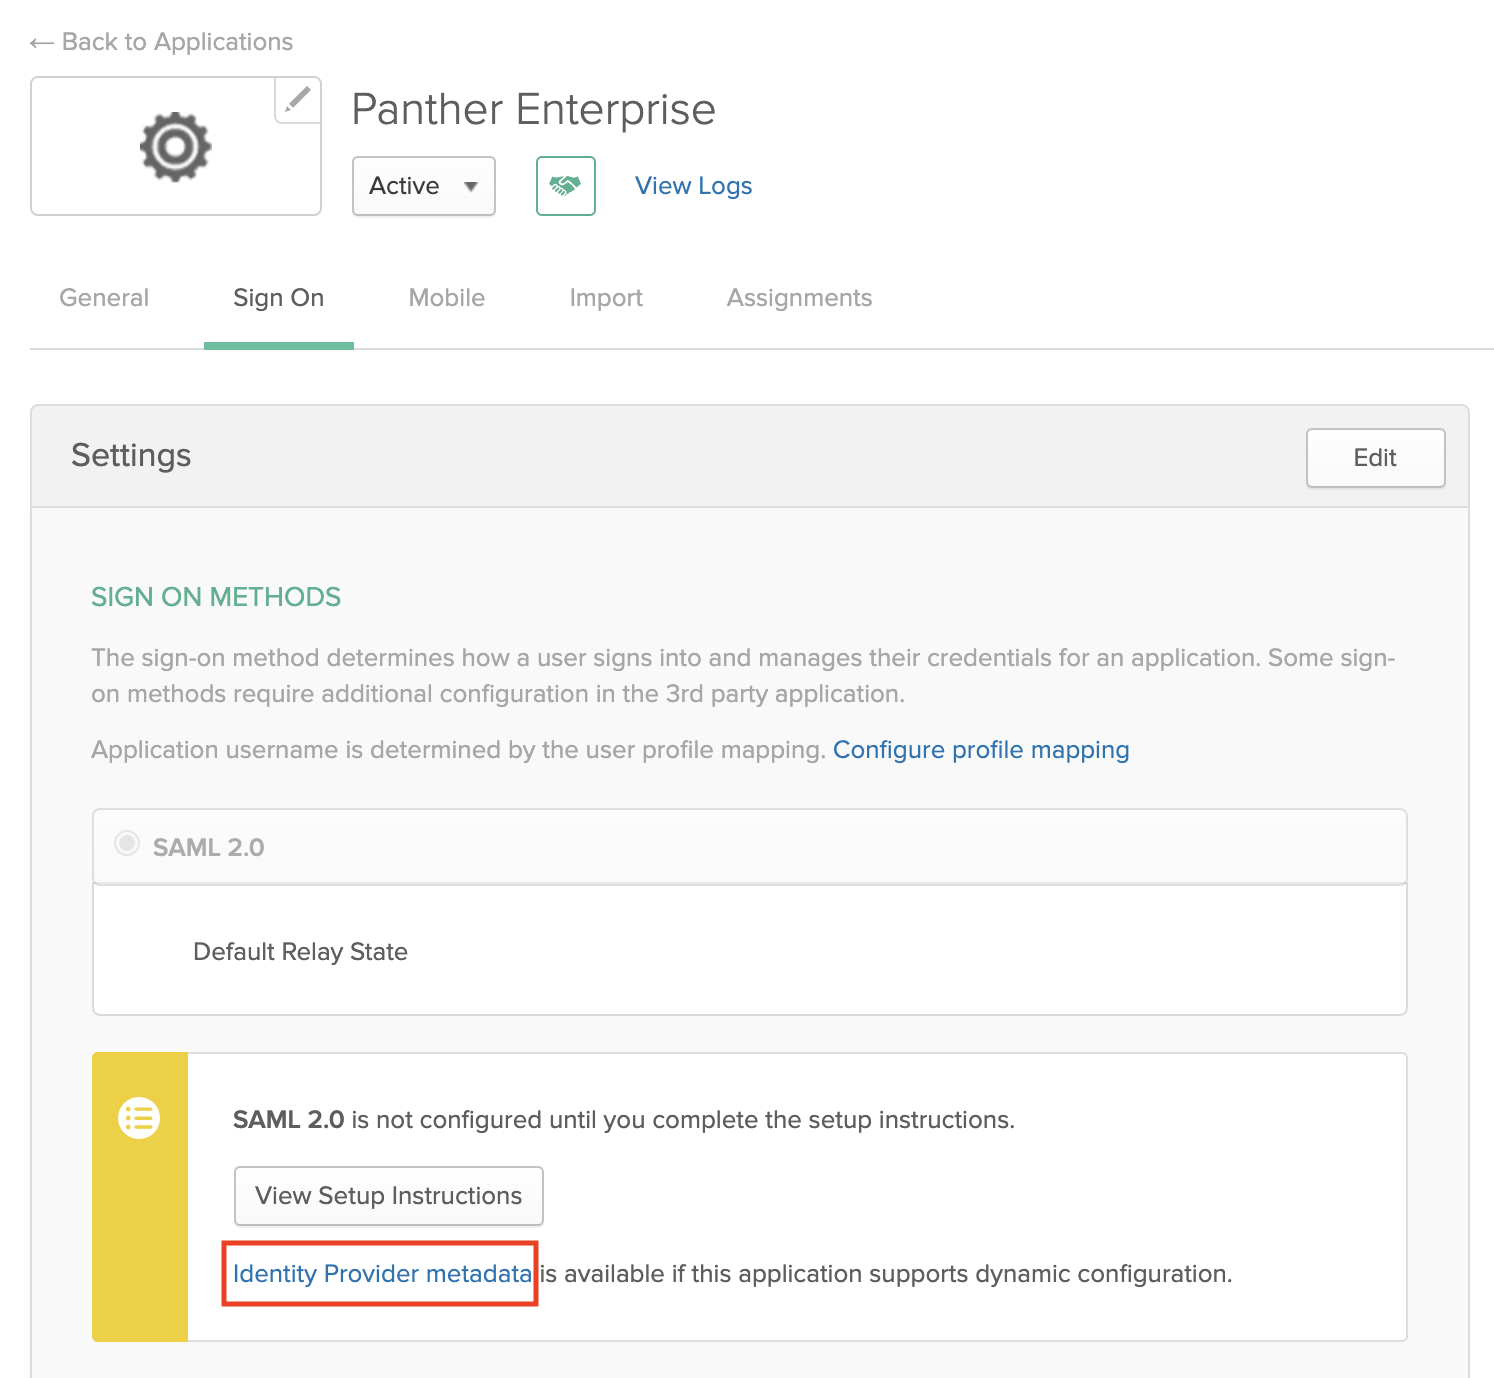 ← Back to Applications
Panther Enterprise
Active
View Logs
General Sign On Mobile Import Assignments
Settings
Edit
SIGN ON METHODS
The sign-on method determines how a user signs into and manages their credentials for an application. Some sign-
on methods require additional configuration in the 3rd party application.
Application username is determined by the user profile mapping. Configure profile mapping
SAML 2.0
Default Relay State
SAML 2.0 is not configured until you complete the setup instructions.
View Setup Instructions
Identity Provider metadata is available if this application supports dynamic configuration.